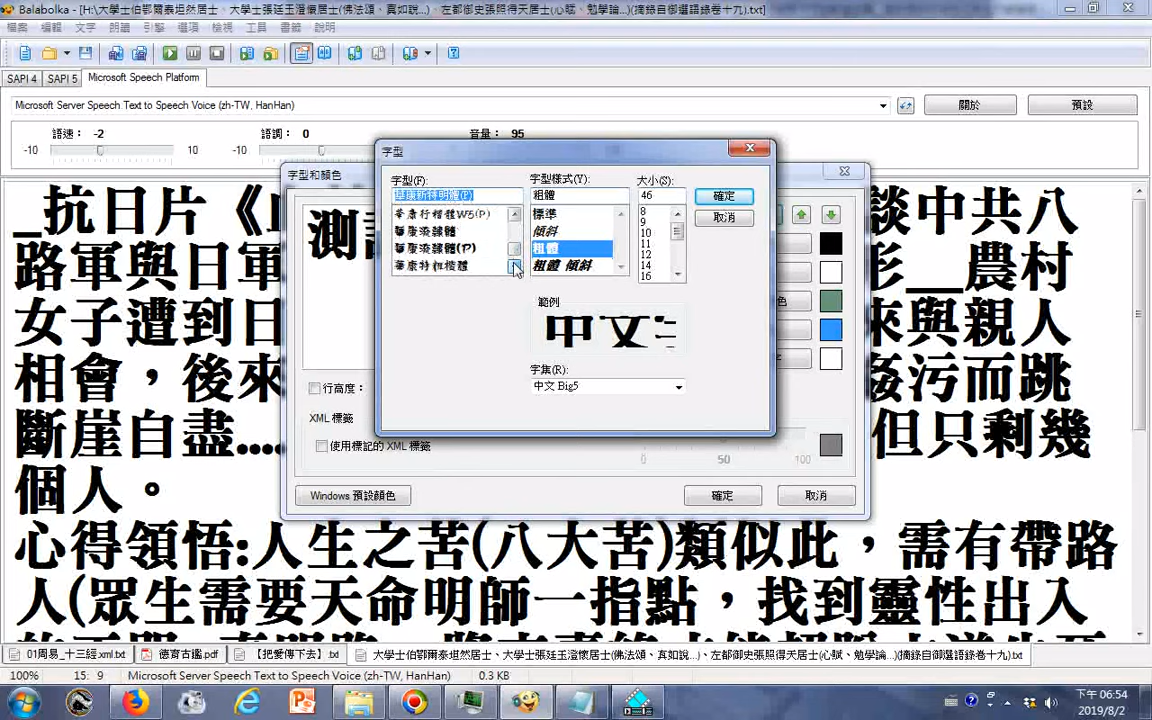 Balabolka - [H:\大學士伯鄂爾泰坦然居士、大學士張廷玉澄懷居士(佛法頌、真如說...)、左都御史張照得天居士(心賦、勉學論...)(摘錄自御選語錄卷十九).txt]
檔案 編輯 文字 朗讀 引擎 選項 檢視 工具 書籤 說明
SAPI 4 SAPI 5 Microsoft Speech Platform
Microsoft Server Speech Text to Speech Voice (zh-TW, HanHan) 關於 預設
語速： -2 語調： 0 音量： 95
-10 10 -10
字型和顏色
測
行高度：
XML 標籤
使用標記的 XML 標籤
0 50 100
Windows 預設顏色 確定 取消
字型
字型(F): 字型樣式(Y): 大小(S):
華康新特明體(P) 粗體 46 確定
華康行楷體W5(P) 標準 8
華康流隸體 傾斜 9
華康流隸體(P) 粗體 10
華康特粗楷體 粗體 傾斜 11
12
14
16
取消
範例
中文
字集(R):
中文 Big5
_抗日片《 談中共八
路軍與日軍 形__農村
女子遭到日 來與親人
相會，後來 姦污而跳
斷崖自盡.... 但只剩幾
個人。
心得領悟:人生之苦(八大苦)類似此，需有帶路
人(眾生需要天命明師一指點，找到靈性出入
01周易_十三經.xml.txt 德育古鑑.pdf 【把愛傳下去】.txt 大學士伯鄂爾泰坦然居士、大學士張廷玉澄懷居士(佛法頌、真如說...)、左都御史張照得天居士(心賦、勉學論...)(摘錄自御選語錄卷十九).txt
100% 15: 9 Microsoft Server Speech Text to Speech Voice (zh-TW, HanHan) 0.3 KB
下午 06:54
2019/8/2